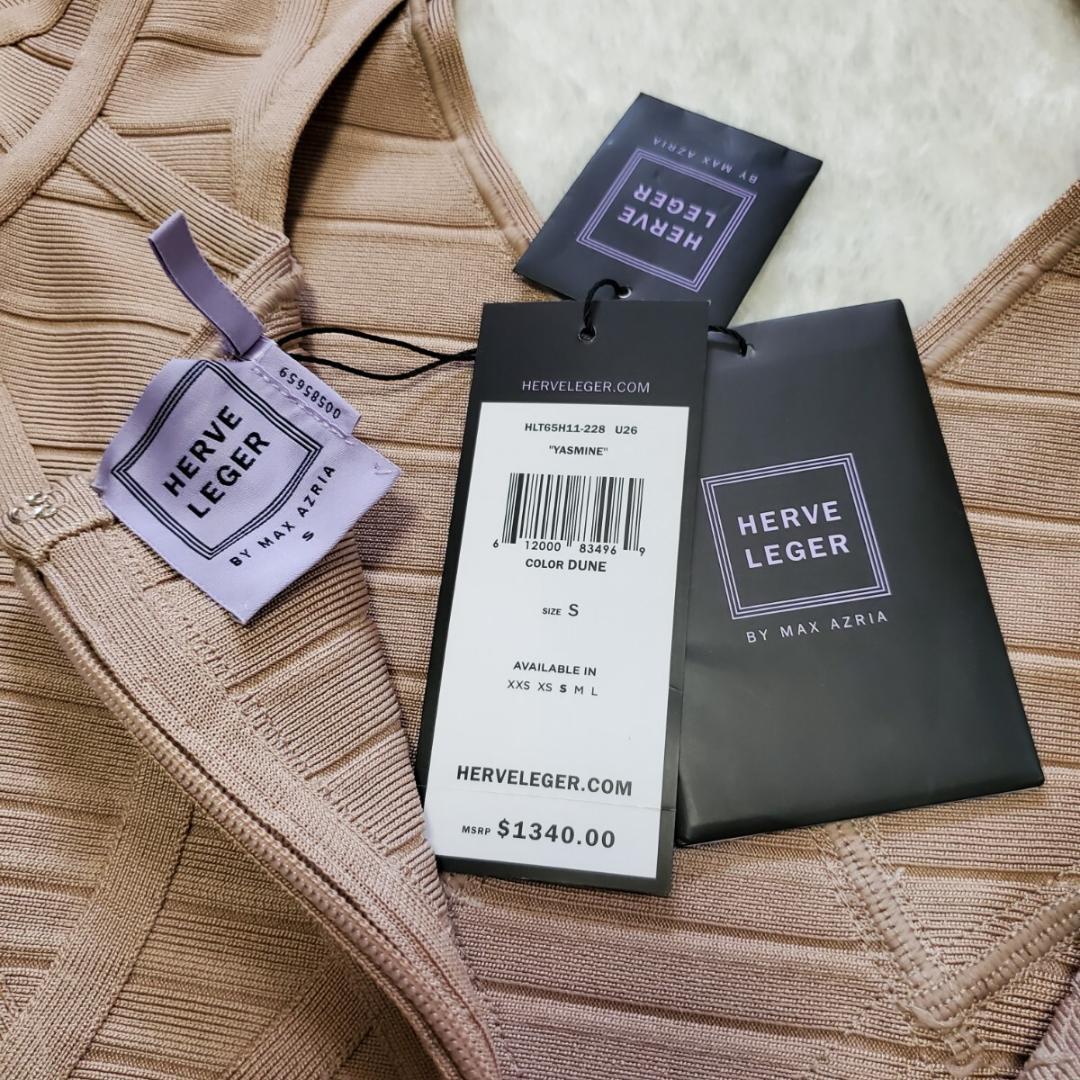 HERVE
LEGER
BY MAX AZRIA
00585659
HERVE
LEGER
BY MAX AZRIA
S
HERVELEGER.COM
HLT65H11-228 U26
"YASMINE"
6 12000 83496 9
COLOR DUNE
SIZE S
AVAILABLE IN
XXS XS S M L
HERVELEGER.COM
MSRP $1340.00
HERVE
LEGER
BY MAX AZRIA